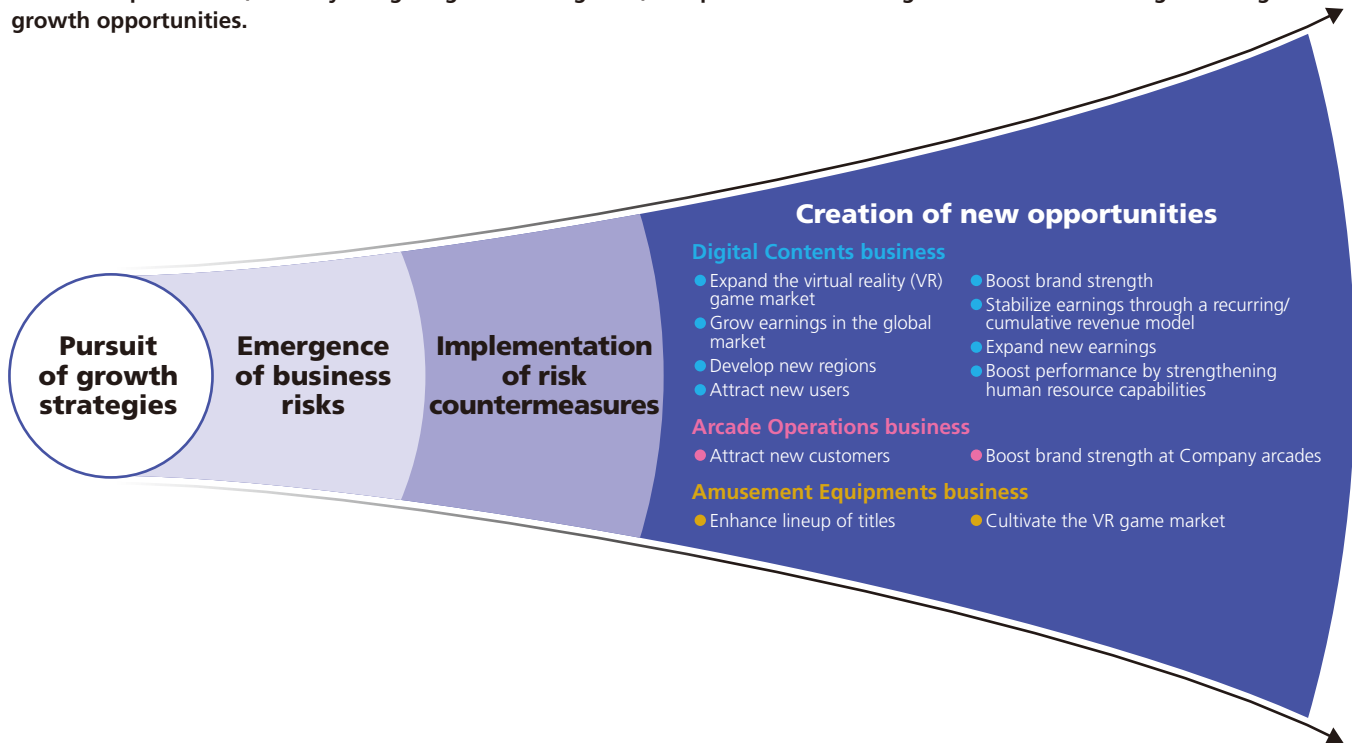 growth opportunities.
Pursuit
of growth
strategies
Emergence
of business
risks
Implementation
of risk
countermeasures
Creation of new opportunities
Digital Contents business
● Expand the virtual reality (VR)
game market
● Grow earnings in the global
market
● Develop new regions
● Attract new users
● Boost brand strength
● Stabilize earnings through a recurring/
cumulative revenue model
● Expand new earnings
● Boost performance by strengthening
human resource capabilities
Arcade Operations business
● Attract new customers
● Boost brand strength at Company arcades
Amusement Equipments business
● Enhance lineup of titles
● Cultivate the VR game market